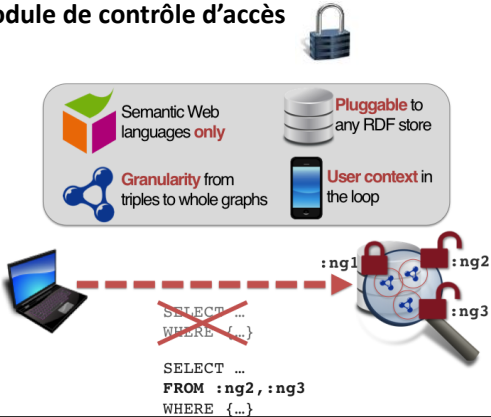 odule de contrôle d'accès
Semantic Web
languages only
Pluggable to
any RDF store
Granularity from
triples to whole graphs
User context in
the loop
:ng1
:ng2
:ng3
SELECT …
WHERE {…}
SELECT …
FROM :ng2,:ng3
WHERE {…}